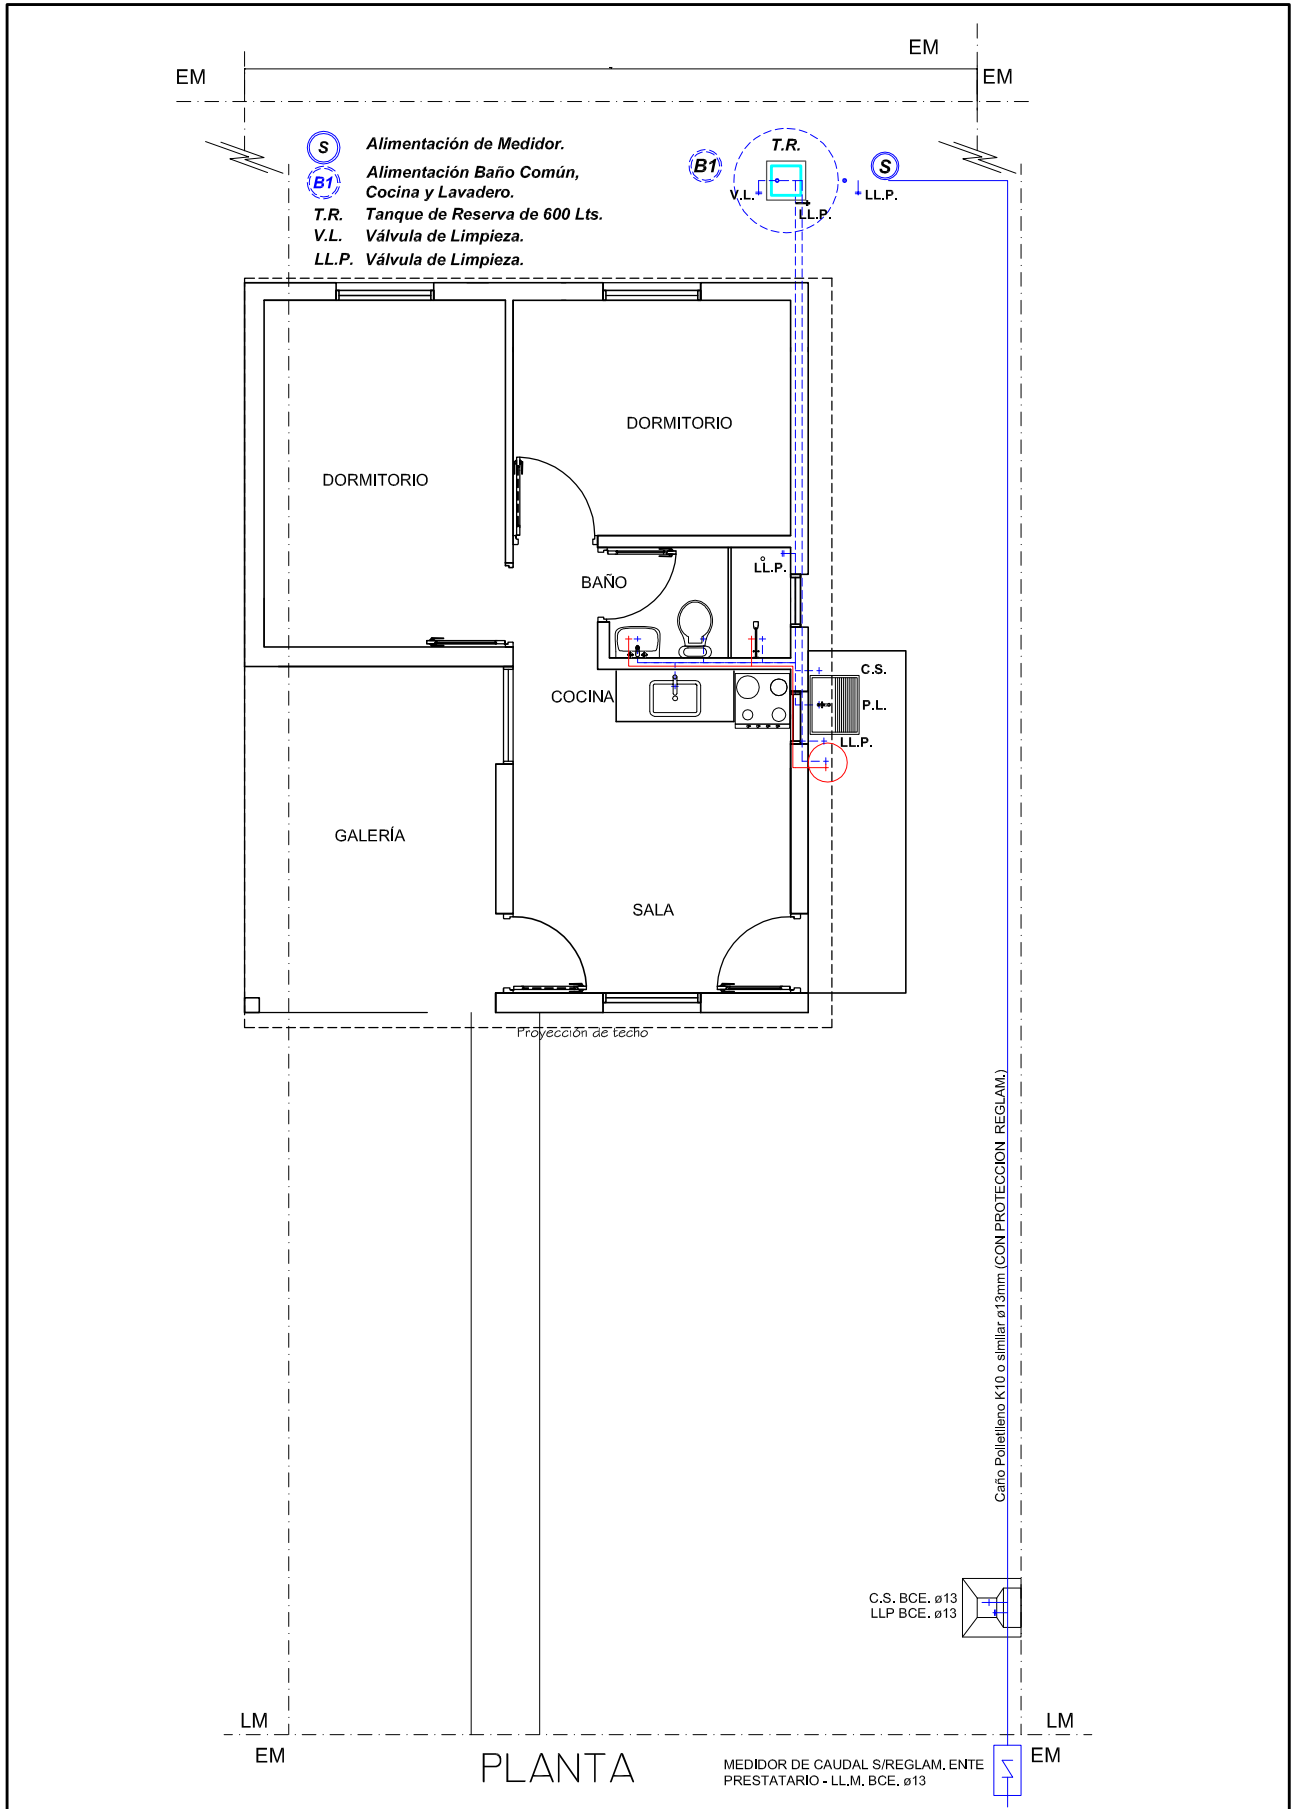 EM
EM
EM
S Alimentación de Medidor.
B1 Alimentación Baño Común,
Cocina y Lavadero.
T.R. Tanque de Reserva de 600 Lts.
V.L. Válvula de Limpieza.
LL.P. Válvula de Limpieza.
T.R.
B1
S
V.L.
LL.P.
LL.P.
DORMITORIO
DORMITORIO
BAÑO
LL.P.
COCINA
C.S.
P.L.
LL.P.
GALERÍA
SALA
Proyección de techo
Caño Polietileno K10 o similar ø13mm (CON PROTECCION REGLAM.)
C.S. BCE. ø13
LLP BCE. ø13
LM
LM
EM
EM
PLANTA
MEDIDOR DE CAUDAL S/REGLAM. ENTE
PRESTATARIO - LL.M. BCE. ø13